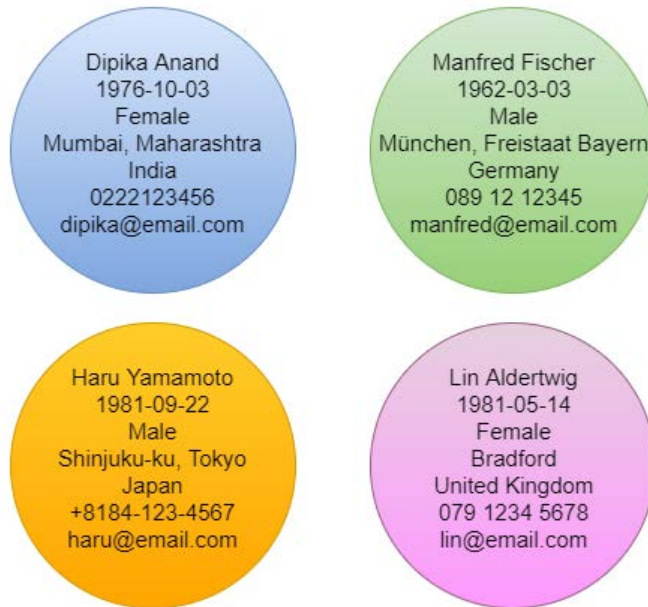 Dipika Anand
1976-10-03
Female
Mumbai, Maharashtra
India
0222123456
dipika@email.com
Manfred Fischer
1962-03-03
Male
München, Freistaat Bayern
Germany
089 12 12345
manfred@email.com
Haru Yamamoto
1981-09-22
Male
Shinjuku-ku, Tokyo
Japan
+8184-123-4567
haru@email.com
Lin Aldertwig
1981-05-14
Female
Bradford
United Kingdom
079 1234 5678
lin@email.com